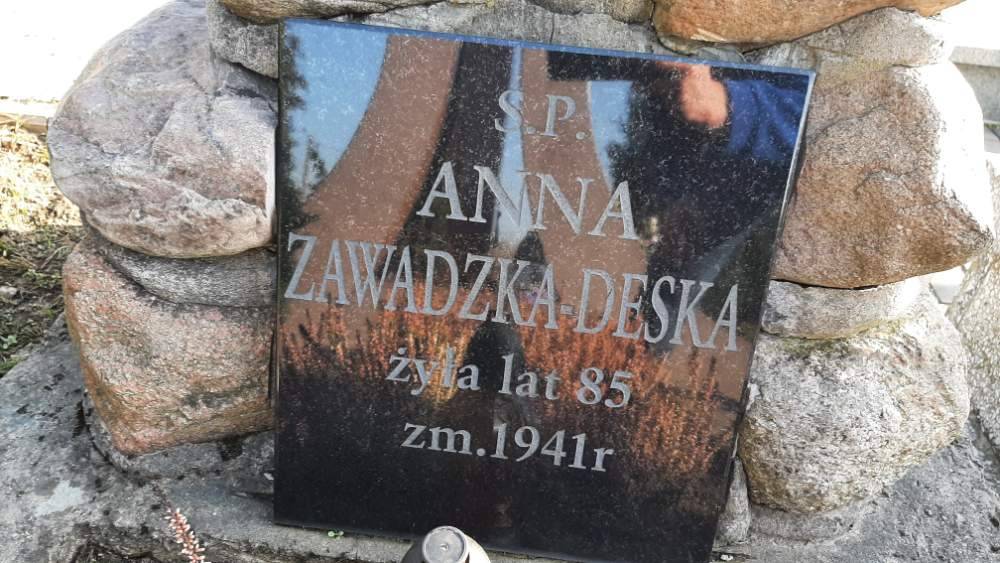 S.P.
ANNA
ZAWADZKA-DESKA
żyła lat 85
zm.1941r